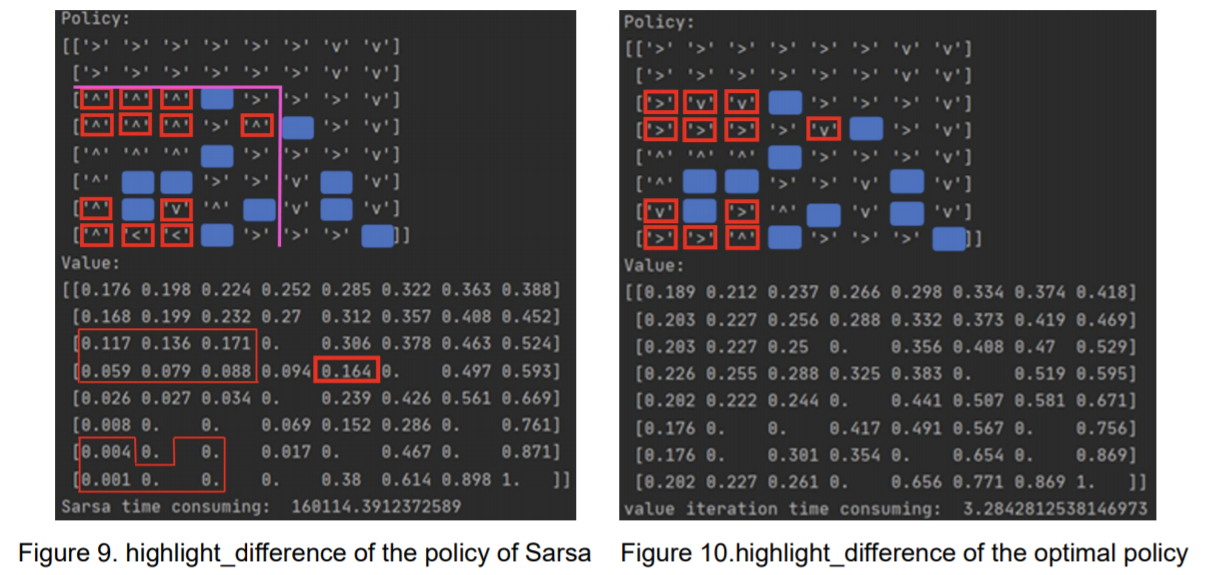 Policy:
[['>' '>' '>' '>' '>' '>' 'v' 'v']
['>' '>' '>' '>' '>' '>' 'v' 'v']
['^' '^' '^' '>' '>' '>' 'v']
['^' '^' '^' '>' '^' '>' 'v']
['^' '^' '^' '>' '>' '>' 'v']
['^' '>' '>' 'v' 'v']
['^' 'v' '^' 'v' 'v']
['^' '<' '<' '>' '>' '>' ]]
Value:
[[0.176 0.198 0.224 0.252 0.285 0.322 0.363 0.388]
[0.168 0.199 0.232 0.27 0.312 0.357 0.408 0.452]
[0.117 0.136 0.171 0. 0.306 0.378 0.463 0.524]
[0.059 0.079 0.088 0.094 0.164 0. 0.497 0.593]
[0.026 0.027 0.034 0. 0.239 0.426 0.561 0.669]
[0.008 0. 0. 0.069 0.152 0.286 0. 0.761]
[0.004 0. 0. 0.017 0. 0.467 0. 0.871]
[0.001 0. 0. 0. 0.38 0.614 0.898 1. ]]
Sarsa time consuming: 160114.3912372589
Figure 9. highlight_difference of the policy of Sarsa
Policy:
[['>' '>' '>' '>' '>' '>' 'v' 'v']
['>' '>' '>' '>' '>' '>' 'v' 'v']
['>' 'v' 'v' '>' '>' '>' 'v']
['>' '>' '>' '>' 'v' '>' 'v']
['^' '^' '^' '>' '>' '>' 'v']
['^' '>' '>' 'v' 'v']
['v' '>' '^' 'v' 'v']
['>' '>' '^' '>' '>' '>' ]]
Value:
[[0.189 0.212 0.237 0.266 0.298 0.334 0.374 0.418]
[0.203 0.227 0.256 0.288 0.332 0.373 0.419 0.469]
[0.203 0.227 0.25 0. 0.356 0.408 0.47 0.529]
[0.226 0.255 0.288 0.325 0.383 0. 0.519 0.595]
[0.202 0.222 0.244 0. 0.441 0.507 0.581 0.671]
[0.176 0. 0. 0.417 0.491 0.567 0. 0.756]
[0.176 0. 0.301 0.354 0. 0.654 0. 0.869]
[0.202 0.227 0.261 0. 0.656 0.771 0.869 1. ]]
value iteration time consuming: 3.2842812538146973
Figure 10.highlight_difference of the optimal policy